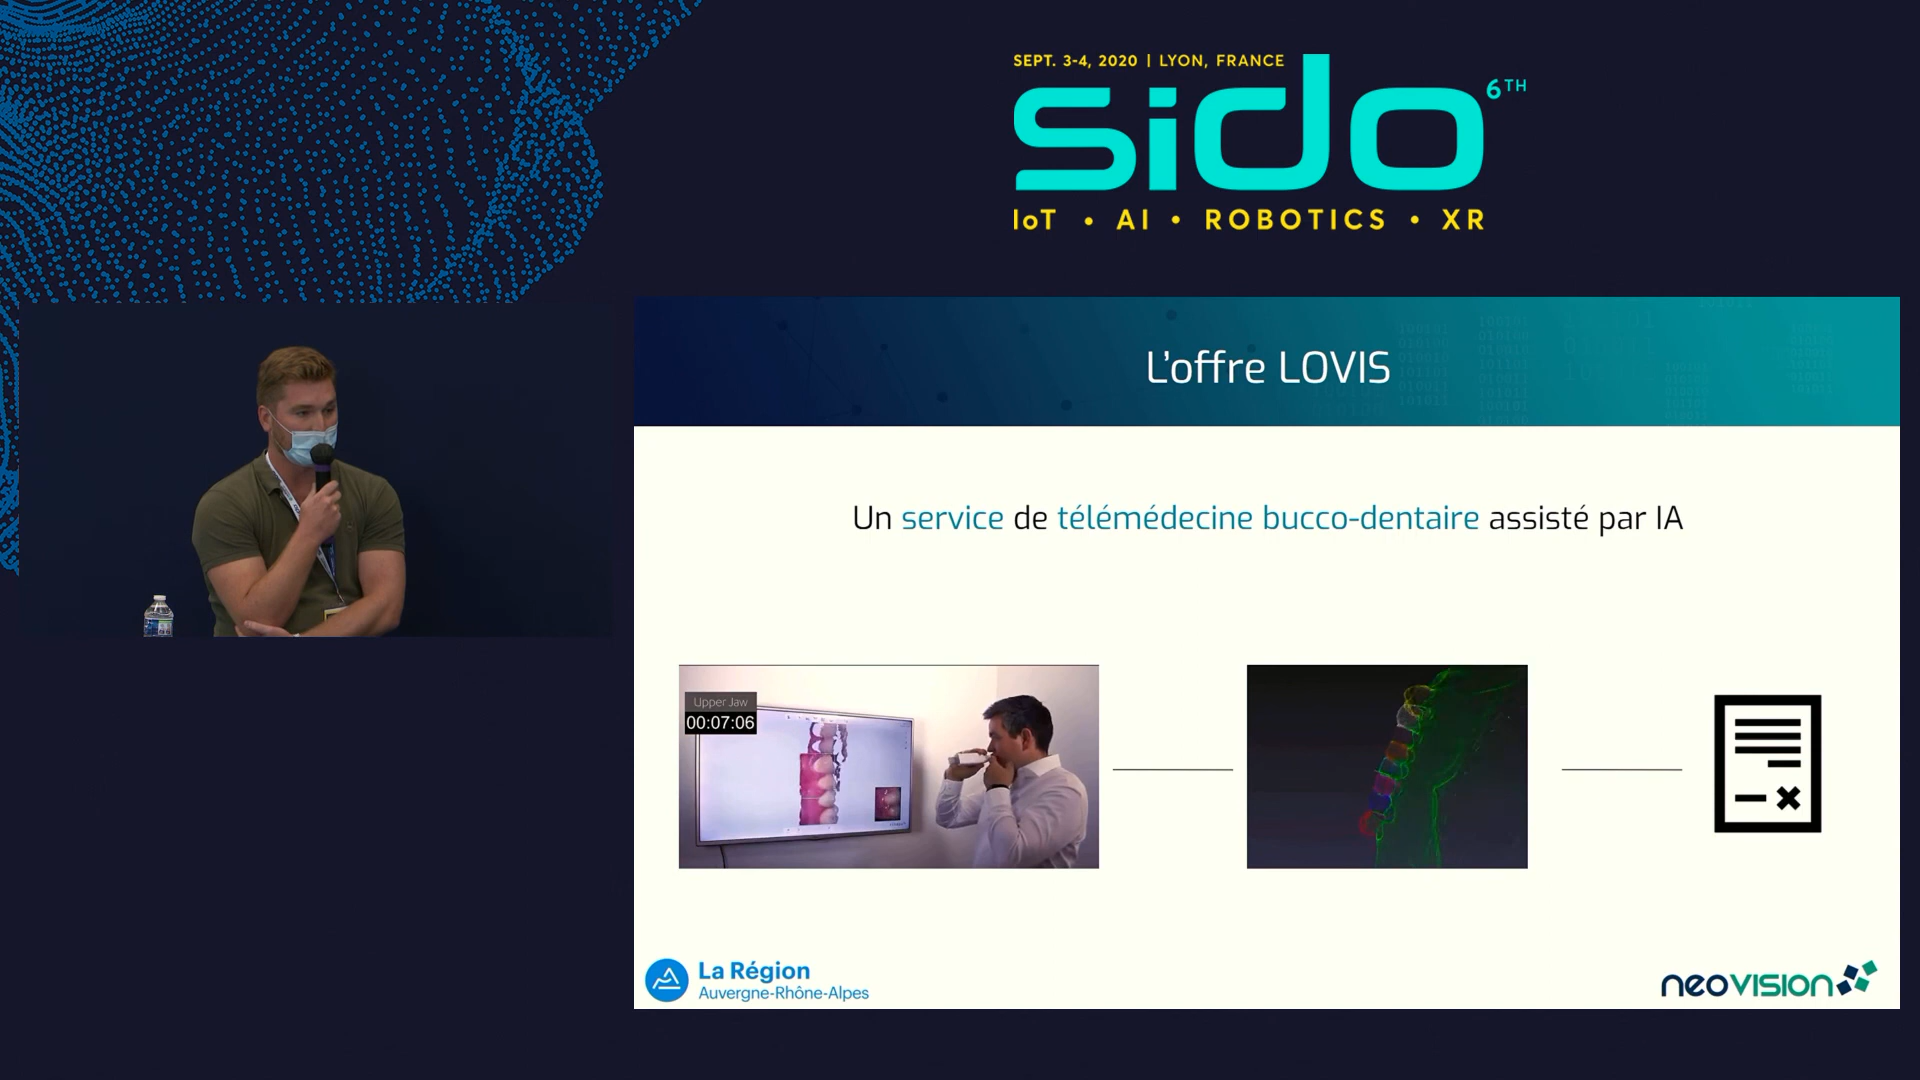 SEPT. 3-4, 2020 | LYON, FRANCE
sido 6TH
IoT • AI • ROBOTICS • XR
L'offre LOVIS
Un service de télémédecine bucco-dentaire assisté par IA
Upper Jaw
00:07:06
La Région
Auvergne-Rhône-Alpes
neovision